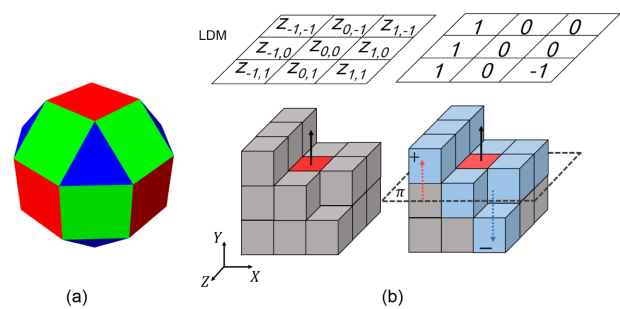 LDM
Z-1,-1 Z0,-1 Z1,-1
Z-1,0 Z0,0 Z1,0
Z-1,1 Z0,1 Z1,1
1 0 0
1 0 0
1 0 -1
+
π
−
Y
X
Z
(a)
(b)